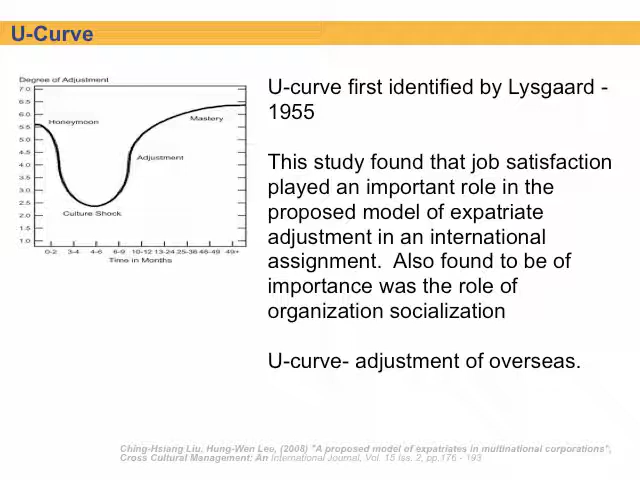 U-Curve
Degree of Adjustment
7.0
6.5
6.0
5.5
5.0
4.5
4.0
3.5
3.0
2.5
2.0
1.5
1.0
Honeymoon
Mastery
Adjustment
Culture Shock
0-2 3-4 4-6 6-9 10-12 13-24 25-36 48-49 49+
Time in Months
U-curve first identified by Lysgaard -
1955
This study found that job satisfaction
played an important role in the
proposed model of expatriate
adjustment in an international
assignment. Also found to be of
importance was the role of
organization socialization
U-curve- adjustment of overseas.
Ching-Hsiang Liu, Hung-Wen Lee, (2008) "A proposed model of expatriates in multinational corporations",
Cross Cultural Management: An International Journal, Vol. 15 Iss. 2, pp.176 - 193